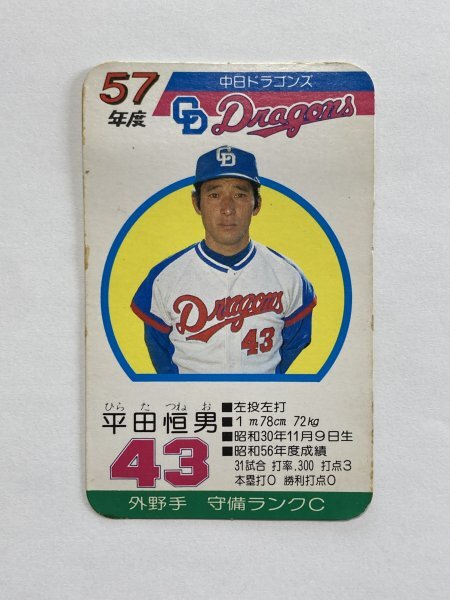 57
年度
中日ドラゴンズ
CD Dragons
CD
Dragons
43
ひら た つね お
平田恒男
43
■左投左打
■1m78cm 72kg
■昭和30年11月9日生
■昭和56年度成績
31試合 打率.300 打点3
本塁打0 勝利打点0
外野手 守備ランクC